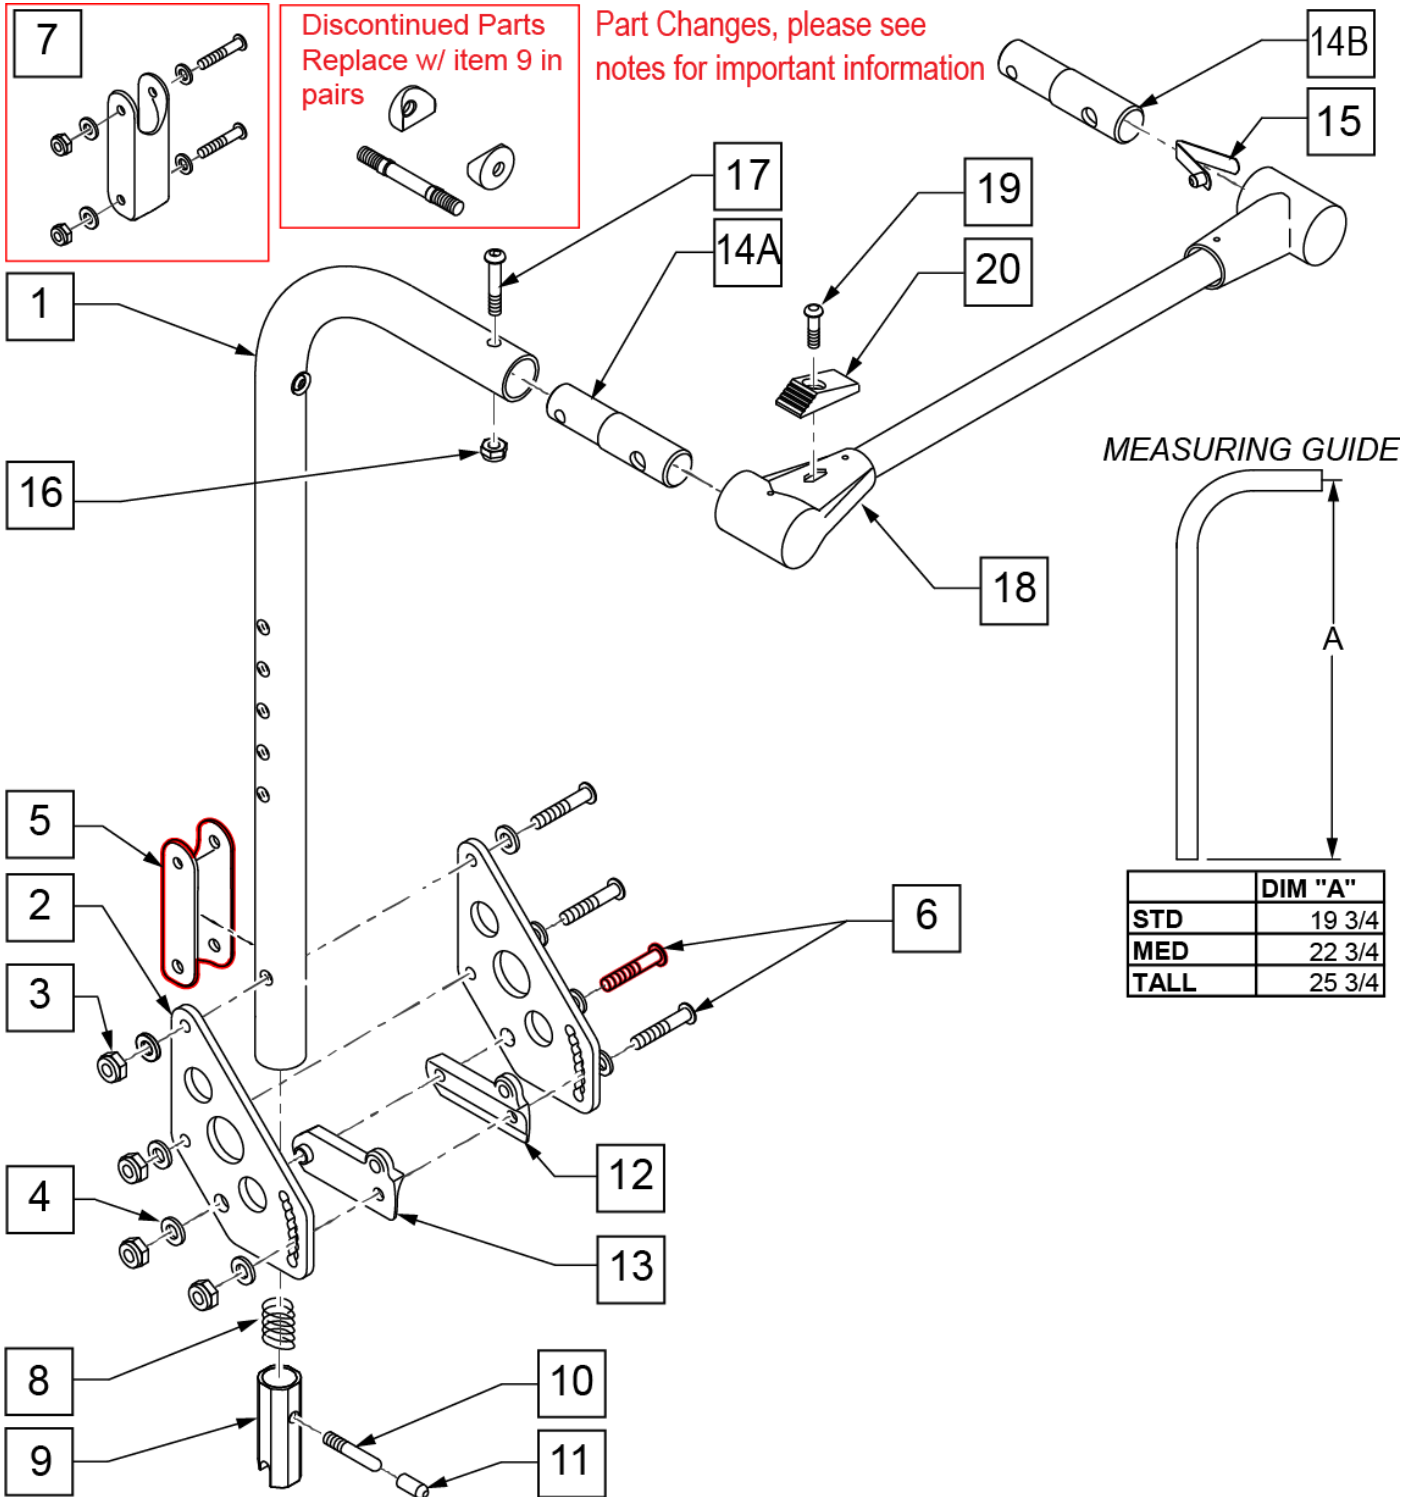 7
Discontinued Parts
Replace w/ item 9 in
pairs
Part Changes, please see
notes for important information
14B
15
17
19
14A
20
1
16
MEASURING GUIDE
18
A
5
2
6
3
DIM "A"
STD 19 3/4
MED 22 3/4
TALL 25 3/4
12
4
13
8
10
9
11